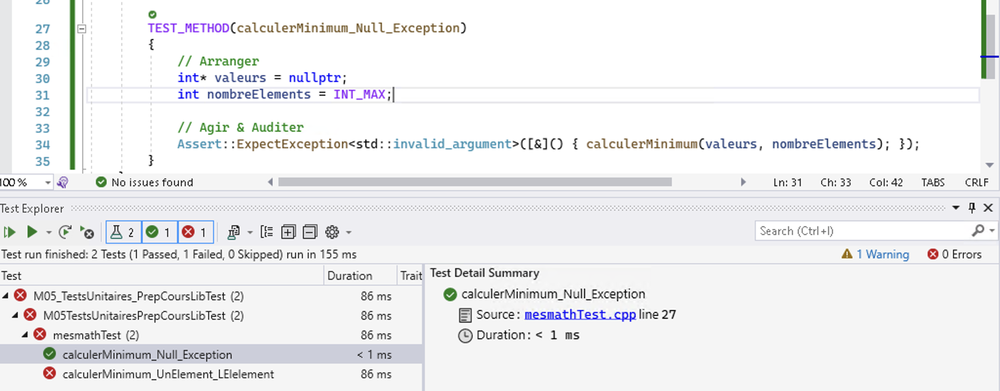 26
27 TEST_METHOD(calculerMinimum_Null_Exception)
28 {
29 // Arranger
30 int* valeurs = nullptr;
31 int nombreElements = INT_MAX;
32
33 // Agir & Auditer
34 Assert::ExpectException<std::invalid_argument>([&]() { calculerMinimum(valeurs, nombreElements); });
35 }
100 % No issues found Ln: 31 Ch: 33 Col: 42 TABS CRLF
Test Explorer
2 1 1 Search (Ctrl+I)
Test run finished: 2 Tests (1 Passed, 1 Failed, 0 Skipped) run in 155 ms 1 Warning 0 Errors
Test Duration Trait
M05_TestsUnitaires_PrepCoursLibTest (2) 86 ms
M05TestsUnitairesPrepCoursLibTest (2) 86 ms
mesmathTest (2) 86 ms
calculerMinimum_Null_Exception < 1 ms
calculerMinimum_UnElement_LElelement 86 ms
Test Detail Summary
calculerMinimum_Null_Exception
Source: mesmathTest.cpp line 27
Duration: < 1 ms